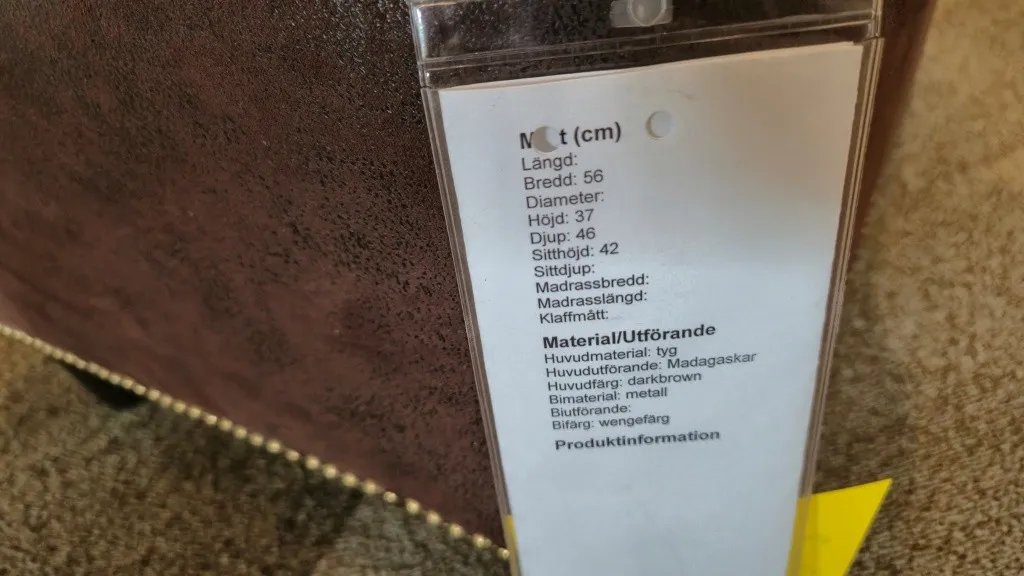 Mått (cm)
Längd:
Bredd: 56
Diameter:
Höjd: 37
Djup: 46
Sitthöjd: 42
Sittdjup:
Madrassbredd:
Madrasslängd:
Klaffmått:
Material/Utförande
Huvudmaterial: tyg
Huvudutförande: Madagaskar
Huvudfärg: darkbrown
Bimaterial: metall
Biutförande:
Bifärg: wengefärg
Produktinformation